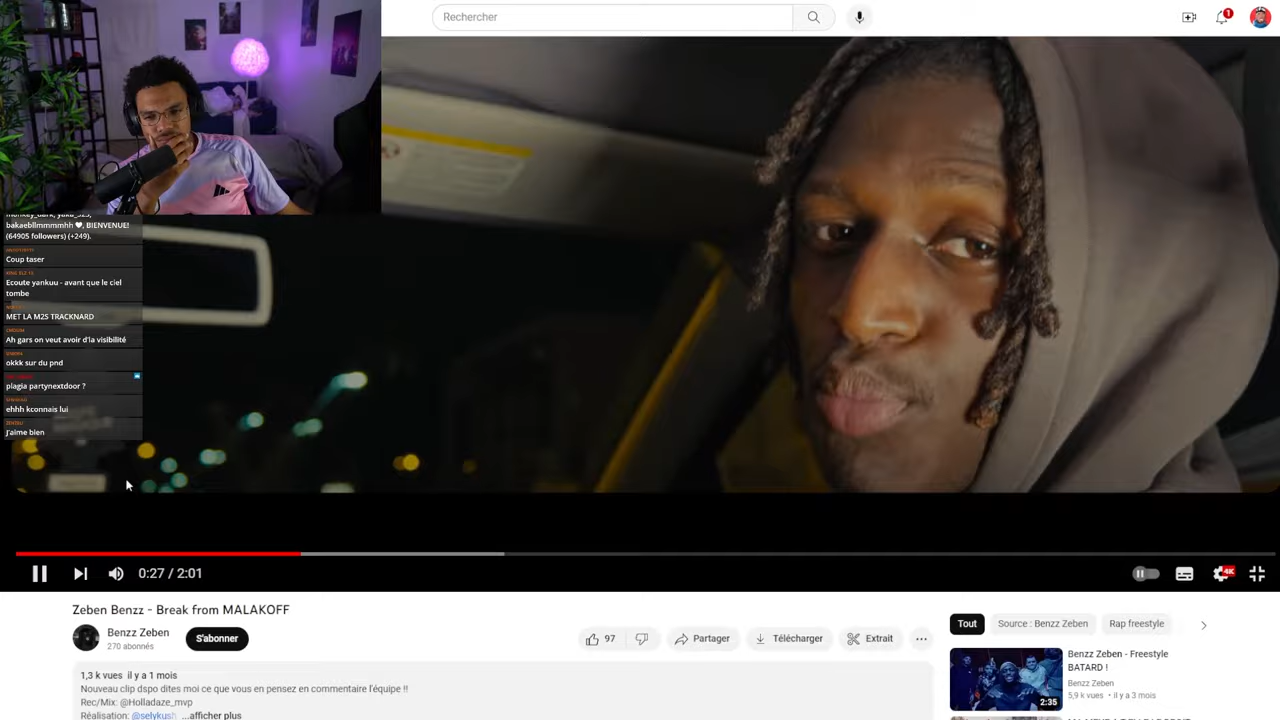 Rechercher
1
bakaebllmmmmhh ♥, BIENVENUE!
(64905 followers) (+249).
Coup taser
Ecoute yankuu - avant que le ciel
tombe
MET LA M2S TRACKNARD
Ah gars on veut avoir d'la visibilité
okkk sur du pnd
plagia partynextdoor ?
ehhh kconnais lui
J'aime bien
0:27 / 2:01
4K
Zeben Benzz - Break from MALAKOFF
Benzz Zeben
270 abonnés
S'abonner
97
Partager
Télécharger
Extrait
Tout
Source : Benzz Zeben
Rap freestyle
1,3 k vues il y a 1 mois
Nouveau clip dspo dites moi ce que vous en pensez en commentaire l'équipe !!
Rec/Mix: @Holladaze_mvp
Réalisation: ...afficher plus
Benzz Zeben - Freestyle
BATARD !
Benzz Zeben
5,9 k vues • il y a 3 mois
2:35